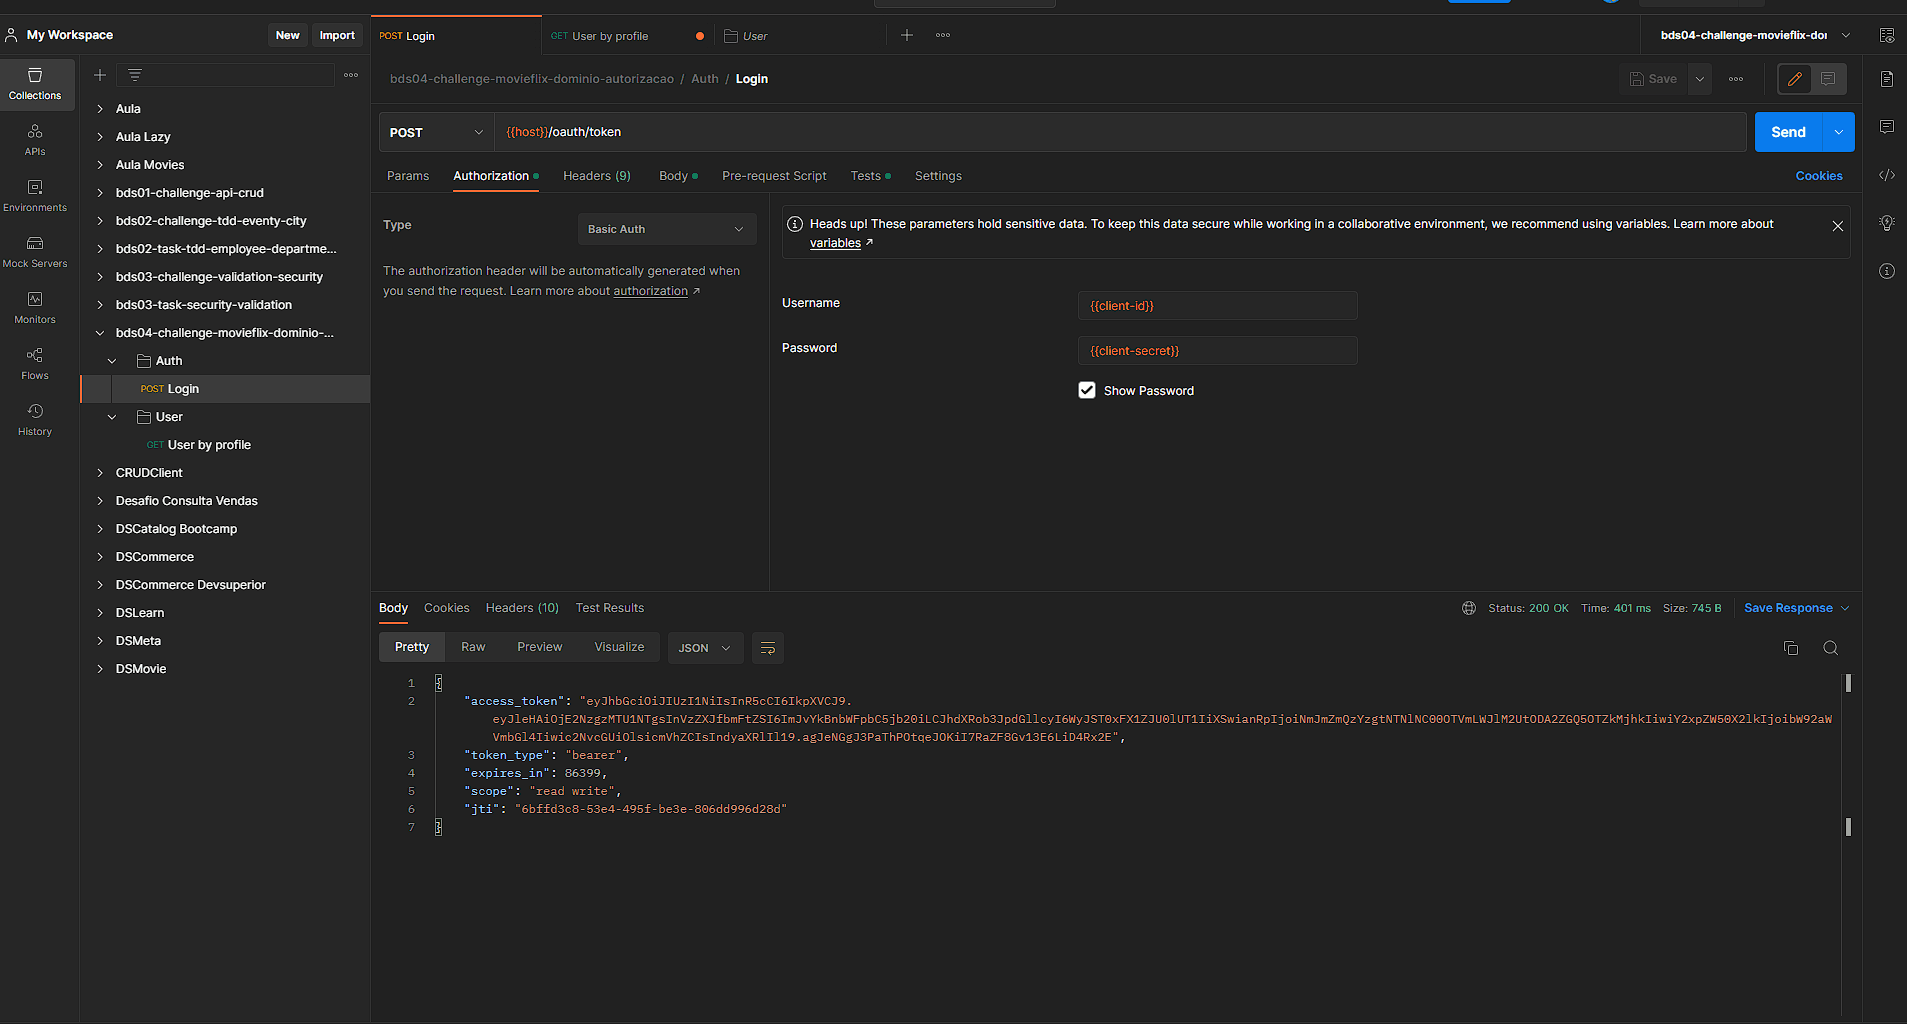 My Workspace
New
Import
POST Login
GET User by profile
User
bds04-challenge-movieflix-dor
Collections
APIs
Environments
Mock Servers
Monitors
Flows
History
Aula
Aula Lazy
Aula Movies
bds01-challenge-api-crud
bds02-challenge-tdd-eventy-city
bds02-task-tdd-employee-departme...
bds03-challenge-validation-security
bds03-task-security-validation
bds04-challenge-movieflix-dominio-...
Auth
POST Login
User
GET User by profile
CRUDClient
Desafio Consulta Vendas
DSCatalog Bootcamp
DSCommerce
DSCommerce Devsuperior
DSLearn
DSMeta
DSMovie
bds04-challenge-movieflix-dominio-autorizacao / Auth / Login
Save
POST
{{host}}/oauth/token
Send
Params
Authorization
Headers (9)
Body
Pre-request Script
Tests
Settings
Cookies
Type
Basic Auth
The authorization header will be automatically generated when
you send the request. Learn more about authorization ↗
Heads up! These parameters hold sensitive data. To keep this data secure while working in a collaborative environment, we recommend using variables. Learn more about
variables ↗
Username
{{client-id}}
Password
{{client-secret}}
Show Password
Body
Cookies
Headers (10)
Test Results
Status: 200 OK
Time: 401 ms
Size: 745 B
Save Response
Pretty
Raw
Preview
Visualize
JSON
1 {
2 "access_token": "eyJhbGciOiJIUzI1NiIsInR5cCI6IkpXVCJ9.
eyJleHAiOjE2NzgzMTU1NTgsInVzZXJfbmFtZSI6ImJvYkBnbWFpbC5jb20iLCJhdXRob3JpdGllcyI6WyJST0xFX1ZJU0lUT1IiXSwianRpIjoiNmJmZmQzYzgtNTNlNC00OTVmLWJlM2UtODA2ZGQ5OTZkMjhkIiwiY2xpZW50X2lkIjoibW92aW
VmbGl4Iiwic2NvcGUiOlsicmVhZCIsIndyaXRlIl19.agJeNGgJ3PaThPOtqeJOKiI7RaZF8Gv13E6LiD4Rx2E",
3 "token_type": "bearer",
4 "expires_in": 86399,
5 "scope": "read write",
6 "jti": "6bffd3c8-53e4-495f-be3e-806dd996d28d"
7 }